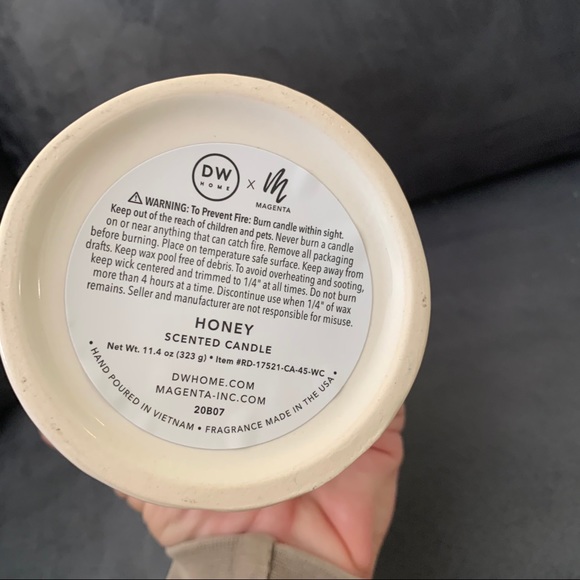 DW
HOME
x
m
MAGENTA
⚠ WARNING: To Prevent Fire: Burn candle within sight.
Keep out of the reach of children and pets. Never burn a candle
on or near anything that can catch fire. Remove all packaging
before burning. Place on temperature safe surface. Keep away from
drafts. Keep wax pool free of debris. To avoid overheating and sooting,
keep wick centered and trimmed to 1/4" at all times. Do not burn
more than 4 hours at a time. Discontinue use when 1/4" of wax
remains. Seller and manufacturer are not responsible for misuse.
HONEY
SCENTED CANDLE
Net Wt. 11.4 oz (323 g) * Item #RD-17521-CA-45-WC
DWHOME.COM
MAGENTA-INC.COM
20B07
• HAND POURED IN VIETNAM • FRAGRANCE MADE IN THE USA •